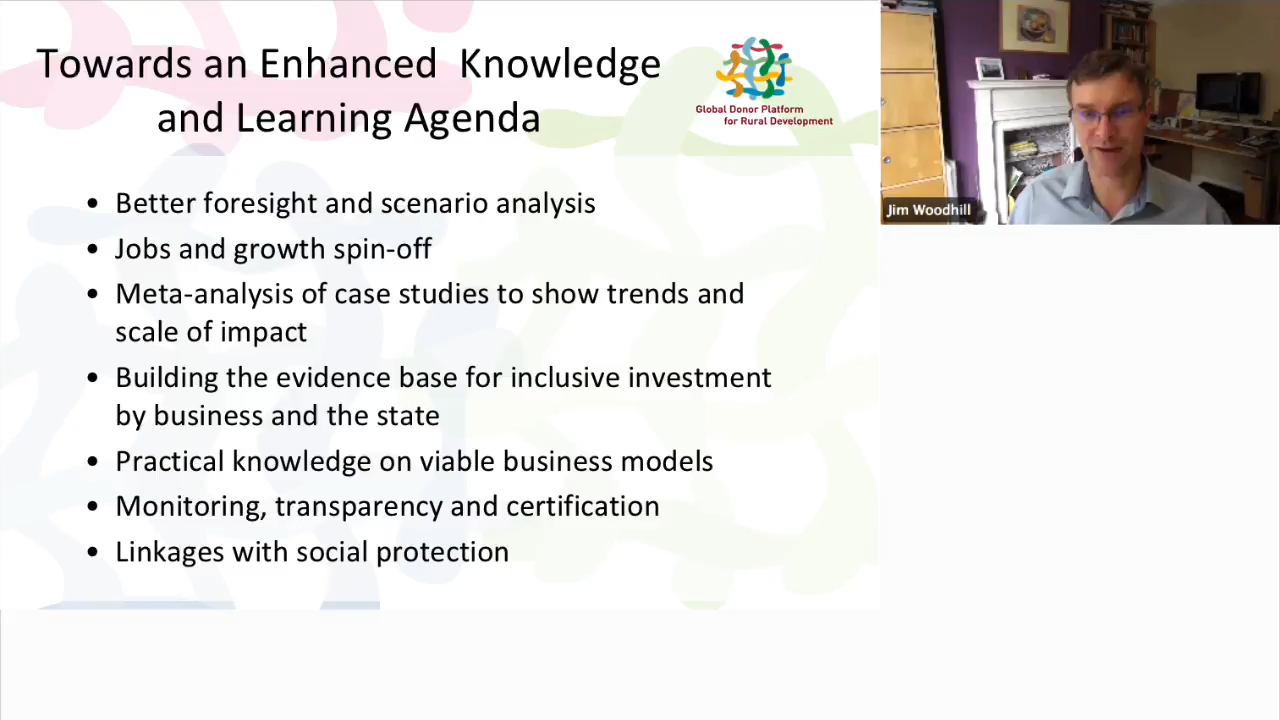 Towards an Enhanced Knowledge
and Learning Agenda
Global Donor Platform
for Rural Development
Jim Woodhill
• Better foresight and scenario analysis
• Jobs and growth spin-off
• Meta-analysis of case studies to show trends and
scale of impact
• Building the evidence base for inclusive investment
by business and the state
• Practical knowledge on viable business models
• Monitoring, transparency and certification
• Linkages with social protection